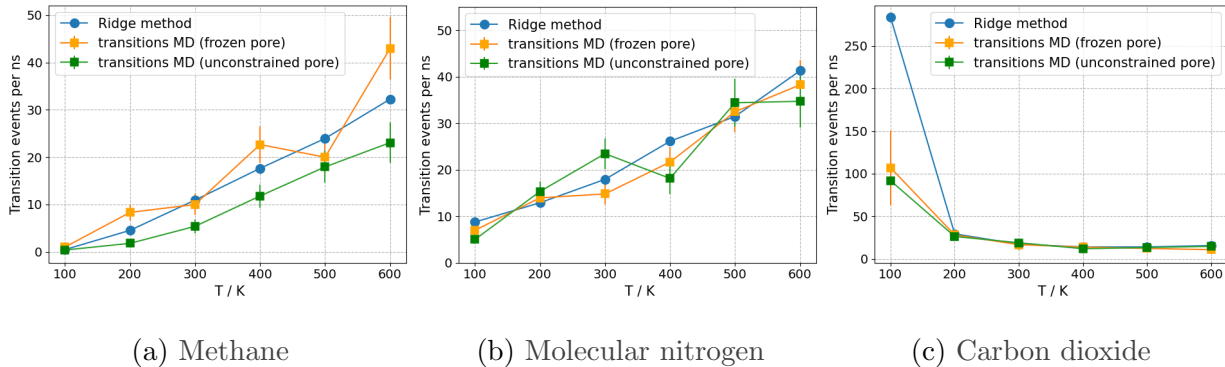 Transition events per ns
60
50
40
30
20
10
0
Ridge method
transitions MD (frozen pore)
transitions MD (unconstrained pore)
100 200 300 400 500 600
T / K
(a) Methane
Transition events per ns
50
40
30
20
10
0
Ridge method
transitions MD (frozen pore)
transitions MD (unconstrained pore)
100 200 300 400 500 600
T / K
(b) Molecular nitrogen
Transition events per ns
250
200
150
100
50
0
Ridge method
transitions MD (frozen pore)
transitions MD (unconstrained pore)
100 200 300 400 500 600
T / K
(c) Carbon dioxide